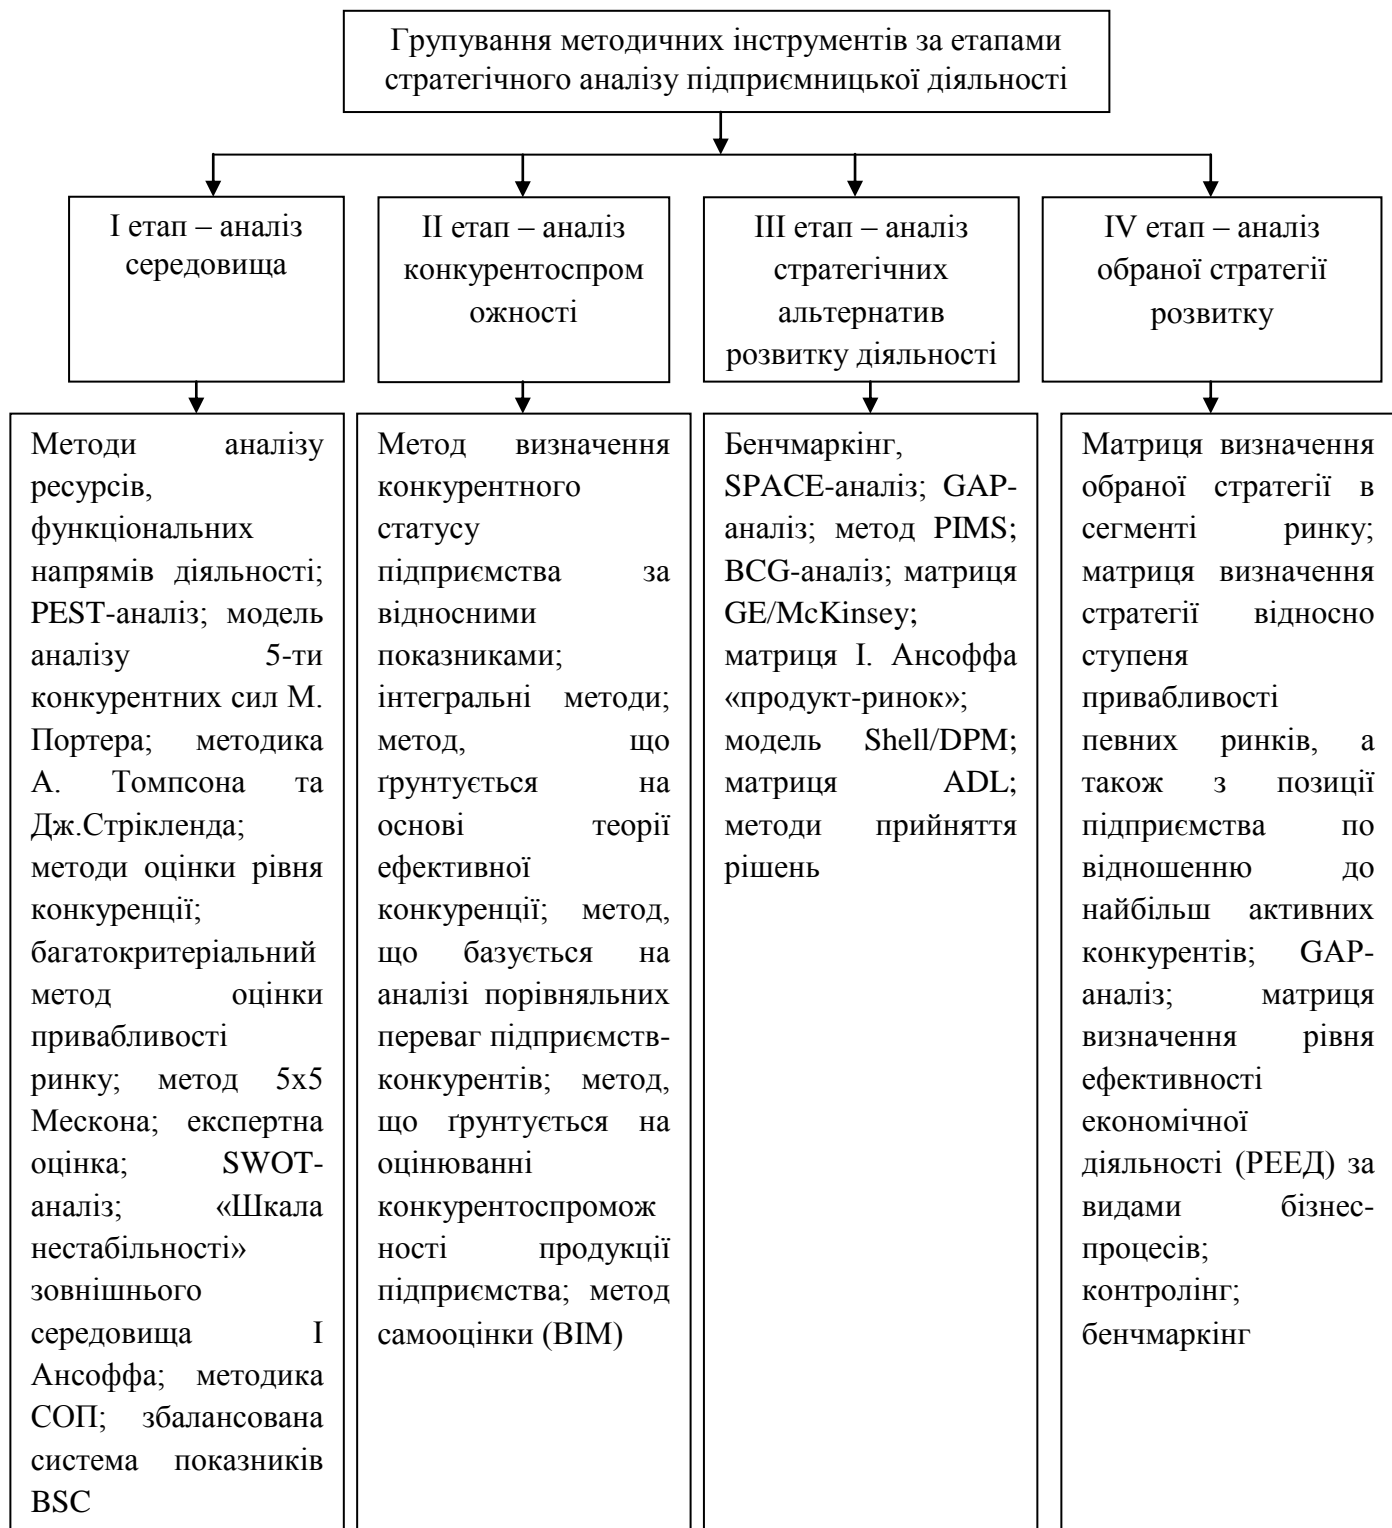 Групування методичних інструментів за етапами
стратегічного аналізу підприємницької діяльності
І етап – аналіз
середовища
ІІ етап – аналіз
конкурентоспром
ожності
ІІІ етап – аналіз
стратегічних
альтернатив
розвитку діяльності
IV етап – аналіз
обраної стратегії
розвитку
Методи аналізу
ресурсів,
функціональних
напрямів діяльності;
PEST-аналіз; модель
аналізу 5-ти
конкурентних сил М.
Портера; методика
А. Томпсона та
Дж.Стрікленда;
методи оцінки рівня
конкуренції;
багатокритеріальний
метод оцінки
привабливості
ринку; метод 5х5
Мескона; експертна
оцінка; SWOT-
аналіз; «Шкала
нестабільності»
зовнішнього
середовища І
Ансоффа; методика
СОП; збалансована
система показників
BSC
Метод визначення
конкурентного
статусу
підприємства за
відносними
показниками;
інтегральні методи;
метод, що
ґрунтується на
основі теорії
ефективної
конкуренції; метод,
що базується на
аналізі порівняльних
переваг підприємств-
конкурентів; метод,
що ґрунтується на
оцінюванні
конкурентоспромож
ності продукції
підприємства; метод
самооцінки (BIM)
Бенчмаркінг,
SPACE-аналіз; GAP-
аналіз; метод PIMS;
BCG-аналіз; матриця
GE/McKinsey;
матриця І. Ансоффа
«продукт-ринок»;
модель Shell/DPM;
матриця ADL;
методи прийняття
рішень
Матриця визначення
обраної стратегії в
сегменті ринку;
матриця визначення
стратегії відносно
ступеня
привабливості
певних ринків, а
також з позиції
підприємства по
відношенню до
найбільш активних
конкурентів; GAP-
аналіз; матриця
визначення рівня
ефективності
економічної
діяльності (РЕЕД) за
видами бізнес-
процесів;
контролінг;
бенчмаркінг